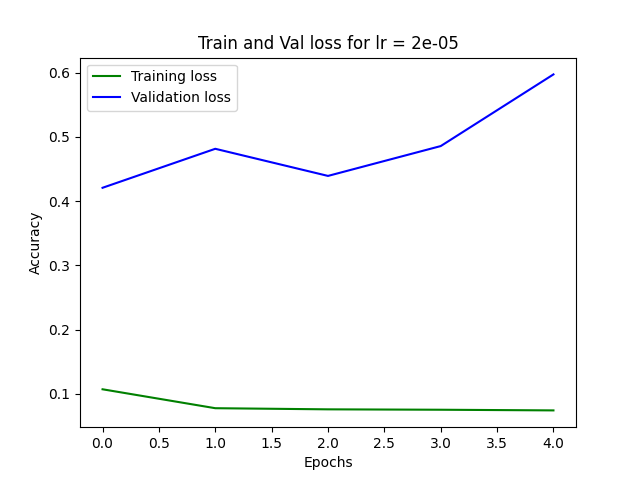 Train and Val loss for lr = 2e-05
Training loss
Validation loss
Accuracy
0.6
0.5
0.4
0.3
0.2
0.1
0.0 0.5 1.0 1.5 2.0 2.5 3.0 3.5 4.0
Epochs